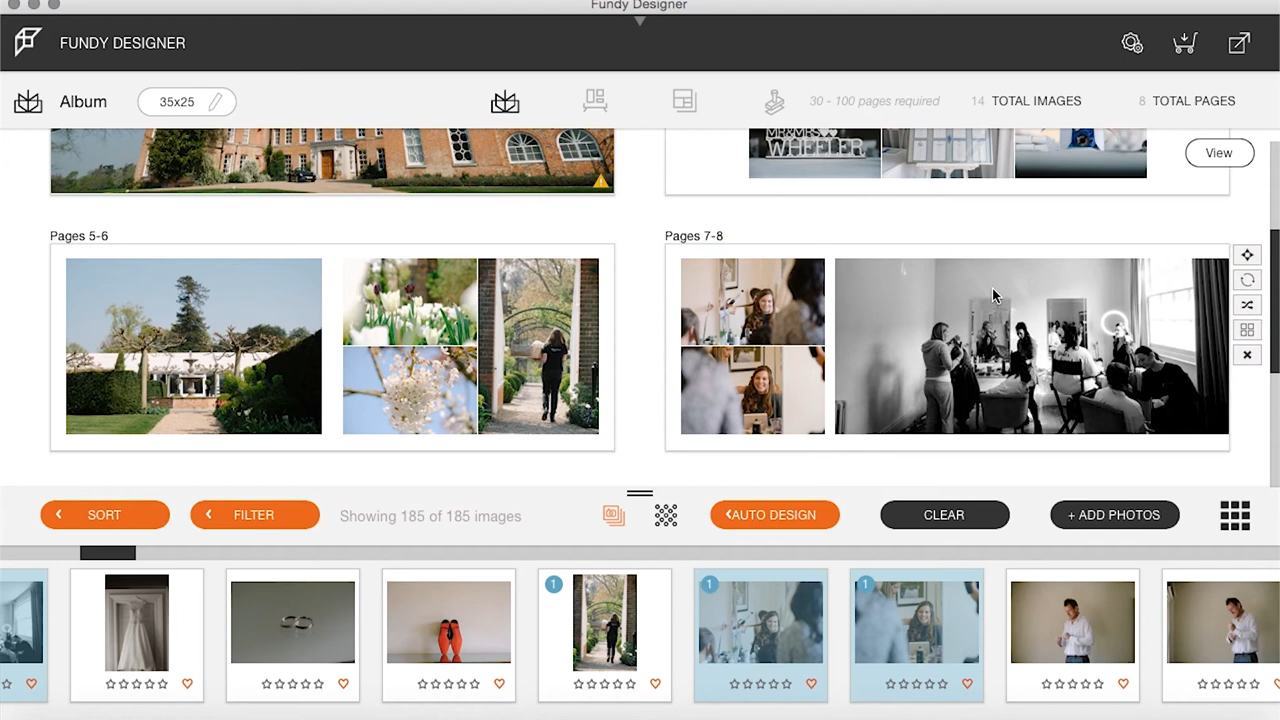 Fundy Designer
FUNDY DESIGNER
Album
35x25
30 - 100 pages required
14 TOTAL IMAGES
8 TOTAL PAGES
MR&MRS
WHEELER
View
Pages 5-6
Pages 7-8
SORT
FILTER
Showing 185 of 185 images
AUTO DESIGN
CLEAR
+ ADD PHOTOS
1
1
1